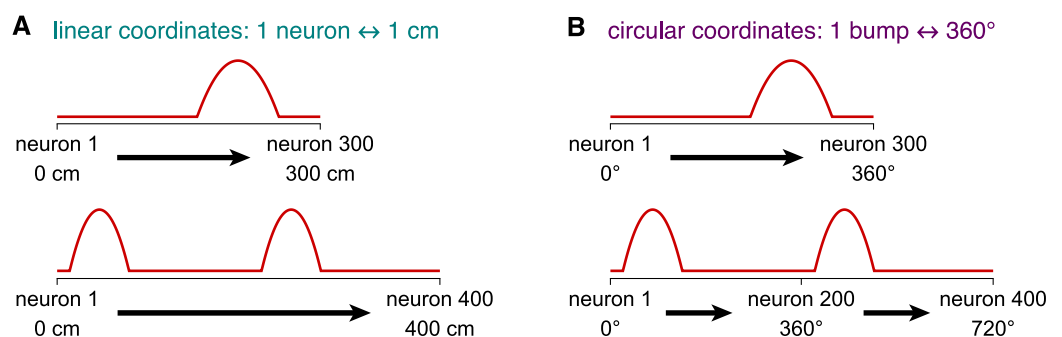 A linear coordinates: 1 neuron ↔ 1 cm
neuron 1 neuron 300
0 cm 300 cm
neuron 1 neuron 400
0 cm 400 cm
B circular coordinates: 1 bump ↔ 360°
neuron 1 neuron 300
0° 360°
neuron 1 neuron 200 neuron 400
0° 360° 720°